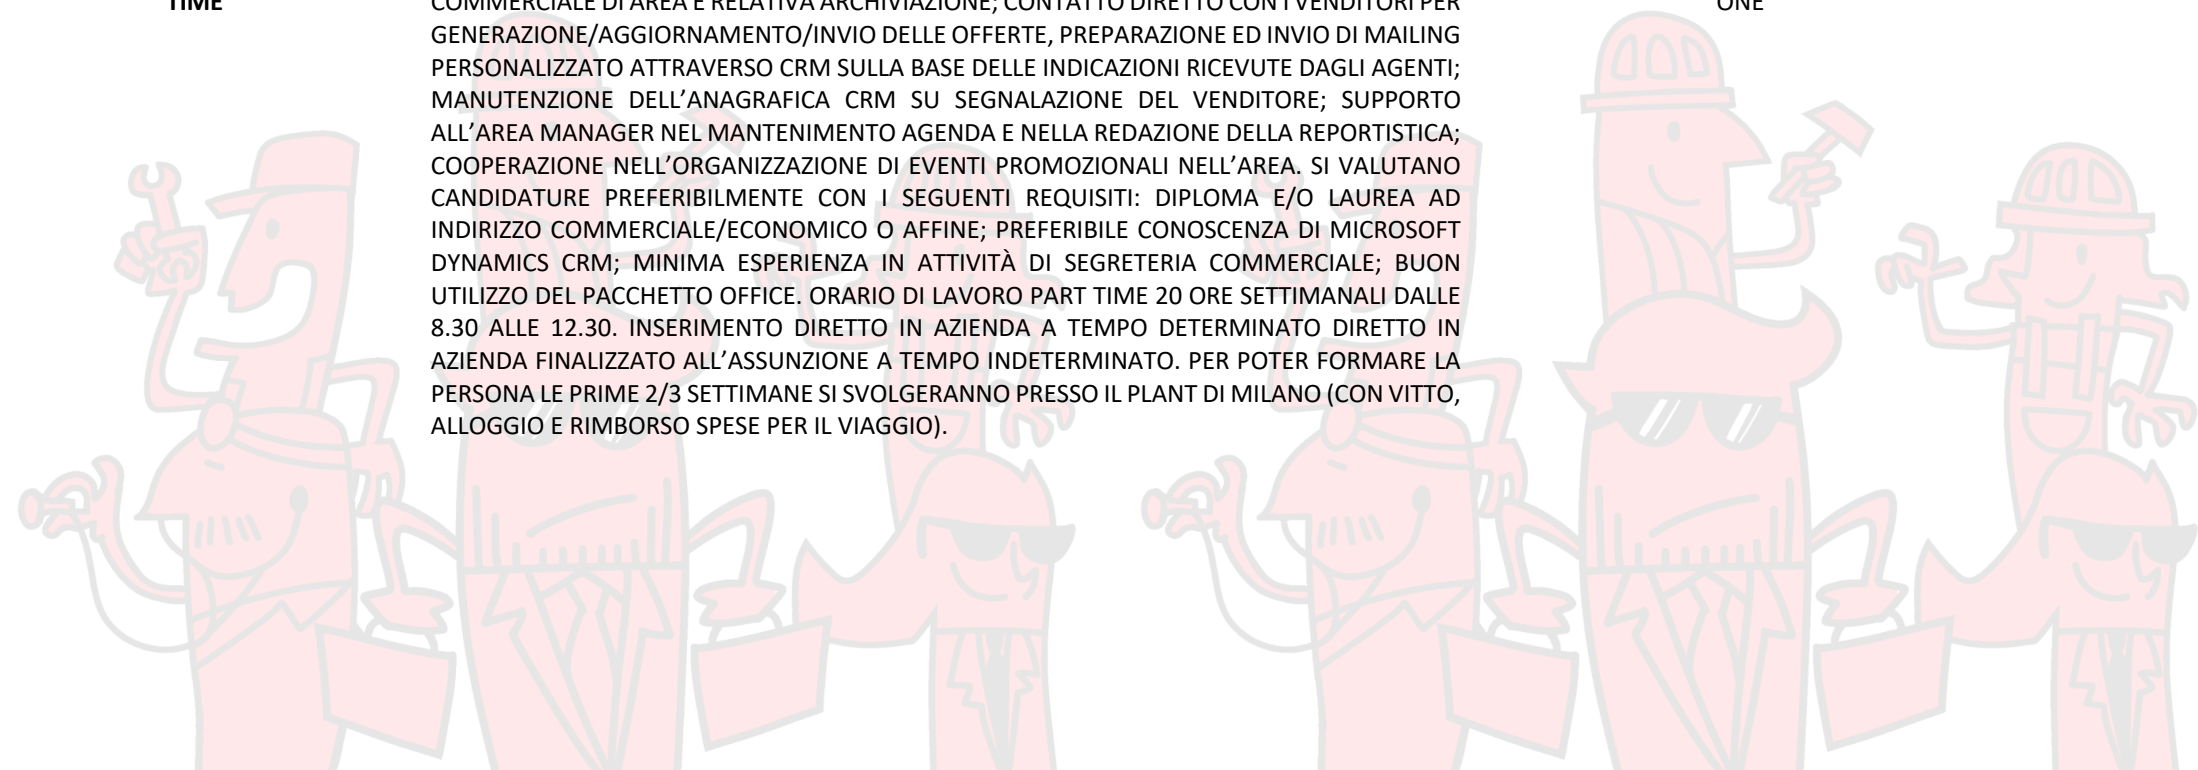 TIME
COMMERCIALE DI AREA E RELATIVA ARCHIVIAZIONE; CONTATTO DIRETTO CON I VENDITORI PER
ONE
GENERAZIONE/AGGIORNAMENTO/INVIO DELLE OFFERTE, PREPARAZIONE ED INVIO DI MAILING
PERSONALIZZATO ATTRAVERSO CRM SULLA BASE DELLE INDICAZIONI RICEVUTE DAGLI AGENTI;
MANUTENZIONE DELL’ANAGRAFICA CRM SU SEGNALAZIONE DEL VENDITORE; SUPPORTO
ALL’AREA MANAGER NEL MANTENIMENTO AGENDA E NELLA REDAZIONE DELLA REPORTISTICA;
COOPERAZIONE NELL’ORGANIZZAZIONE DI EVENTI PROMOZIONALI NELL’AREA. SI VALUTANO
CANDIDATURE PREFERIBILMENTE CON I SEGUENTI REQUISITI: DIPLOMA E/O LAUREA AD
INDIRIZZO COMMERCIALE/ECONOMICO O AFFINE; PREFERIBILE CONOSCENZA DI MICROSOFT
DYNAMICS CRM; MINIMA ESPERIENZA IN ATTIVITÀ DI SEGRETERIA COMMERCIALE; BUON
UTILIZZO DEL PACCHETTO OFFICE. ORARIO DI LAVORO PART TIME 20 ORE SETTIMANALI DALLE
8.30 ALLE 12.30. INSERIMENTO DIRETTO IN AZIENDA A TEMPO DETERMINATO DIRETTO IN
AZIENDA FINALIZZATO ALL’ASSUNZIONE A TEMPO INDETERMINATO. PER POTER FORMARE LA
PERSONA LE PRIME 2/3 SETTIMANE SI SVOLGERANNO PRESSO IL PLANT DI MILANO (CON VITTO,
ALLOGGIO E RIMBORSO SPESE PER IL VIAGGIO).